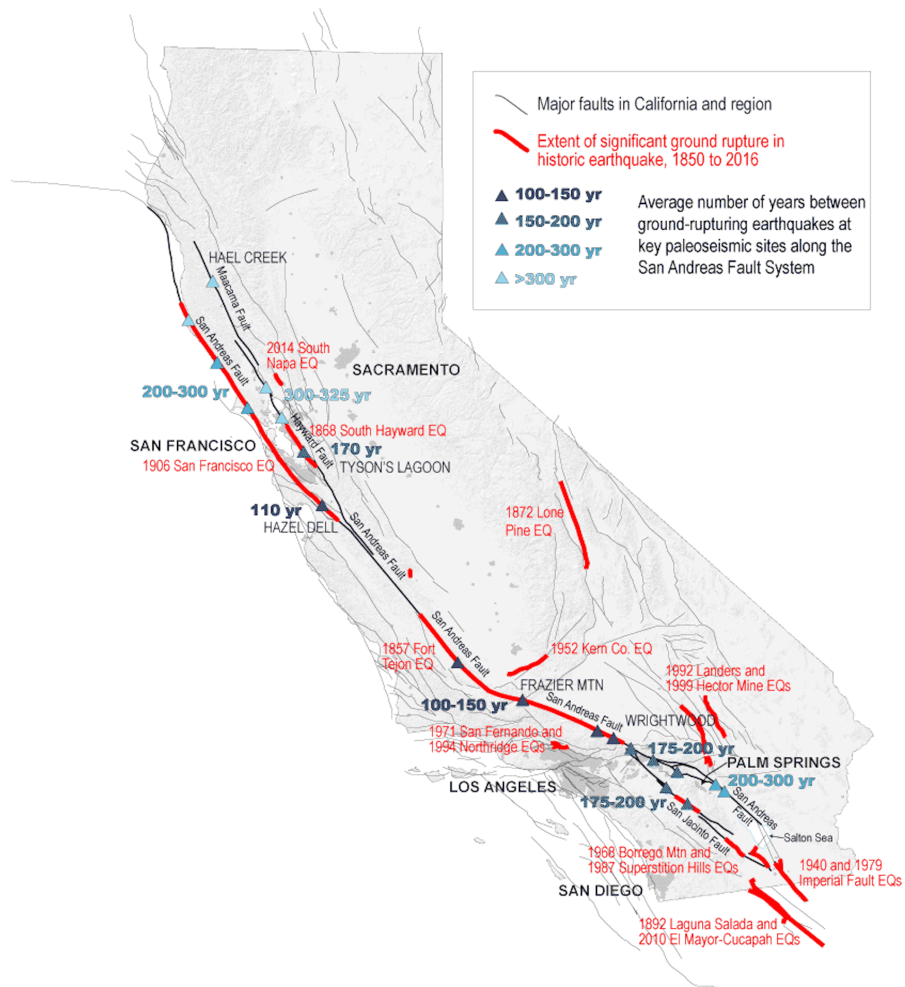 Major faults in California and region
Extent of significant ground rupture in
historic earthquake, 1850 to 2016
100-150 yr
150-200 yr
200-300 yr
>300 yr
Average number of years between
ground-rupturing earthquakes at
key paleoseismic sites along the
San Andreas Fault System
HAEL CREEK
Maacama Fault
San Andreas Fault
2014 South
Napa EQ
SACRAMENTO
200-300 yr
300-325 yr
Hayward Fault
1868 South Hayward EQ
SAN FRANCISCO
170 yr
1906 San Francisco EQ
TYSON'S LAGOON
110 yr
HAZEL DELL
San Andreas Fault
1872 Lone
Pine EQ
San Andreas Fault
1857 Fort
Tejon EQ
1952 Kern Co. EQ
1992 Landers and
1999 Hector Mine EQs
FRAZIER MTN
100-150 yr
San Andreas Fault
WRIGHTWOOD
1971 San Fernando and
1994 Northridge EQs
175-200 yr
PALM SPRINGS
LOS ANGELES
200-300 yr
175-200 yr
San Andreas
Fault
San Jacinto Fault
Salton Sea
1968 Borrego Mtn and
1987 Superstition Hills EQs
1940 and 1979
Imperial Fault EQs
SAN DIEGO
1892 Laguna Salada and
2010 El Mayor-Cucapah EQs